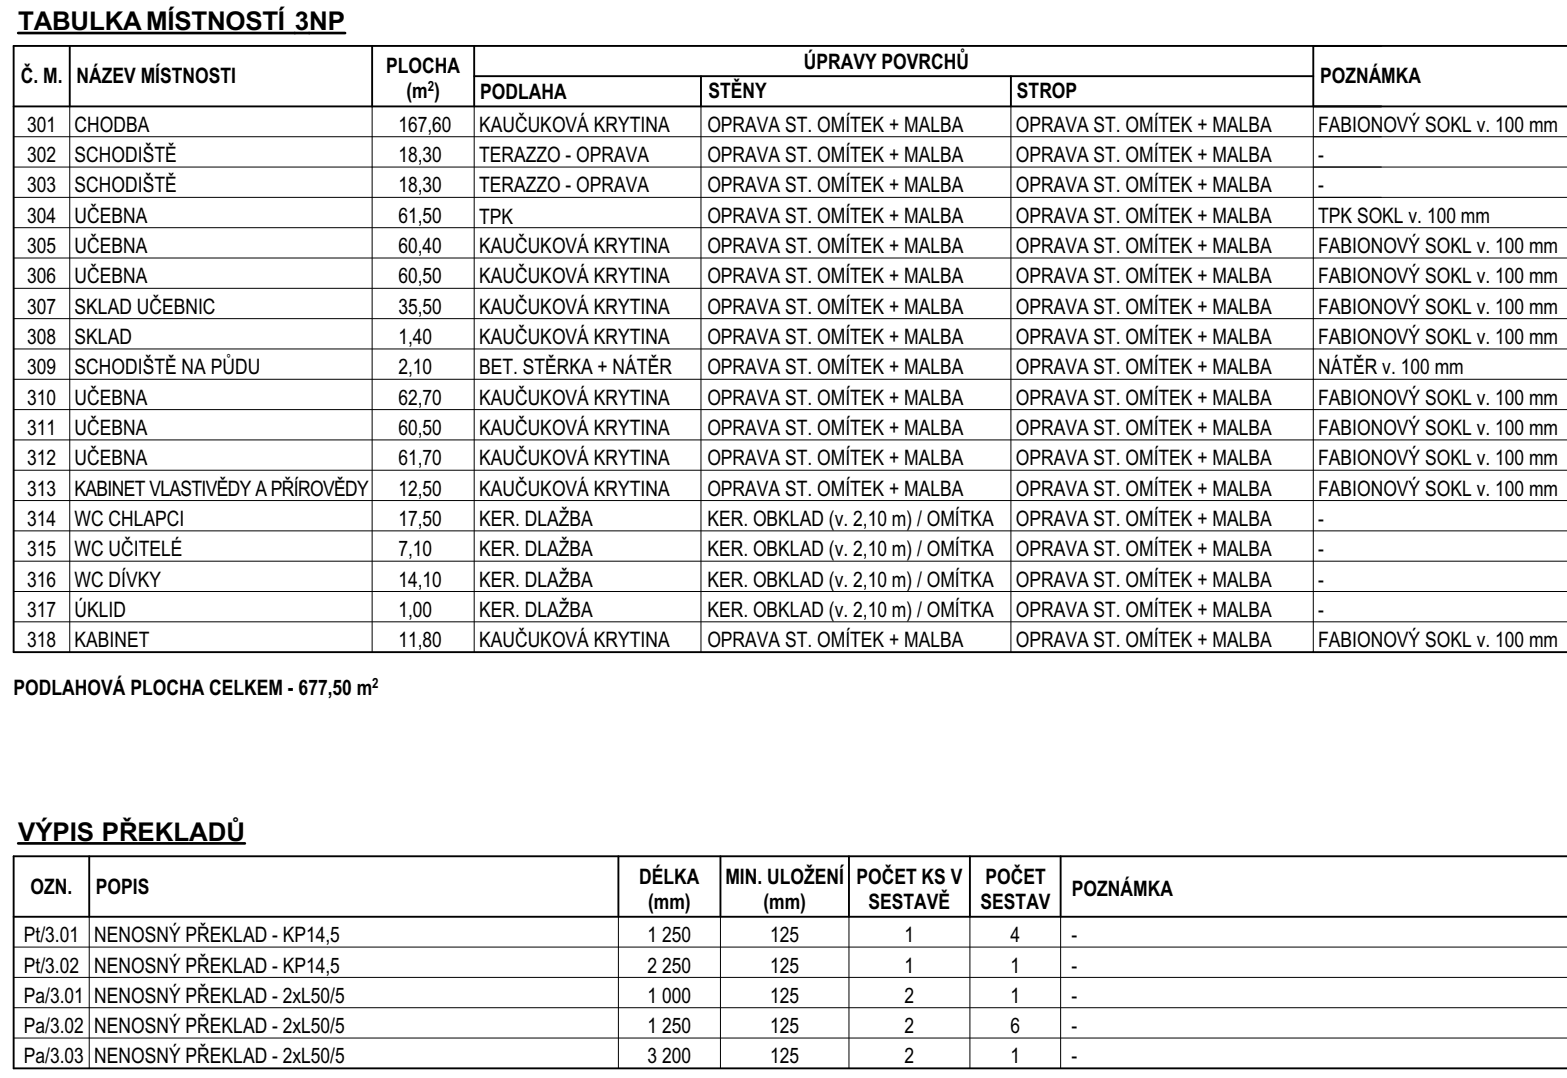 TABULKA MÍSTNOSTÍ 3NP
Č. M. NÁZEV MÍSTNOSTI PLOCHA (m²) ÚPRAVY POVRCHŮ POZNÁMKA
PODLAHA STĚNY STROP
301 CHODBA 167,60 KAUČUKOVÁ KRYTINA OPRAVA ST. OMÍTEK + MALBA OPRAVA ST. OMÍTEK + MALBA FABIONOVÝ SOKL v. 100 mm
302 SCHODIŠTĚ 18,30 TERAZZO - OPRAVA OPRAVA ST. OMÍTEK + MALBA OPRAVA ST. OMÍTEK + MALBA -
303 SCHODIŠTĚ 18,30 TERAZZO - OPRAVA OPRAVA ST. OMÍTEK + MALBA OPRAVA ST. OMÍTEK + MALBA -
304 UČEBNA 61,50 TPK OPRAVA ST. OMÍTEK + MALBA OPRAVA ST. OMÍTEK + MALBA TPK SOKL v. 100 mm
305 UČEBNA 60,40 KAUČUKOVÁ KRYTINA OPRAVA ST. OMÍTEK + MALBA OPRAVA ST. OMÍTEK + MALBA FABIONOVÝ SOKL v. 100 mm
306 UČEBNA 60,50 KAUČUKOVÁ KRYTINA OPRAVA ST. OMÍTEK + MALBA OPRAVA ST. OMÍTEK + MALBA FABIONOVÝ SOKL v. 100 mm
307 SKLAD UČEBNIC 35,50 KAUČUKOVÁ KRYTINA OPRAVA ST. OMÍTEK + MALBA OPRAVA ST. OMÍTEK + MALBA FABIONOVÝ SOKL v. 100 mm
308 SKLAD 1,40 KAUČUKOVÁ KRYTINA OPRAVA ST. OMÍTEK + MALBA OPRAVA ST. OMÍTEK + MALBA FABIONOVÝ SOKL v. 100 mm
309 SCHODIŠTĚ NA PŮDU 2,10 BET. STĚRKA + NÁTĚR OPRAVA ST. OMÍTEK + MALBA OPRAVA ST. OMÍTEK + MALBA NÁTĚR v. 100 mm
310 UČEBNA 62,70 KAUČUKOVÁ KRYTINA OPRAVA ST. OMÍTEK + MALBA OPRAVA ST. OMÍTEK + MALBA FABIONOVÝ SOKL v. 100 mm
311 UČEBNA 60,50 KAUČUKOVÁ KRYTINA OPRAVA ST. OMÍTEK + MALBA OPRAVA ST. OMÍTEK + MALBA FABIONOVÝ SOKL v. 100 mm
312 UČEBNA 61,70 KAUČUKOVÁ KRYTINA OPRAVA ST. OMÍTEK + MALBA OPRAVA ST. OMÍTEK + MALBA FABIONOVÝ SOKL v. 100 mm
313 KABINET VLASTIVĚDY A PŘÍROVĚDY 12,50 KAUČUKOVÁ KRYTINA OPRAVA ST. OMÍTEK + MALBA OPRAVA ST. OMÍTEK + MALBA FABIONOVÝ SOKL v. 100 mm
314 WC CHLAPCI 17,50 KER. DLAŽBA KER. OBKLAD (v. 2,10 m) / OMÍTKA OPRAVA ST. OMÍTEK + MALBA -
315 WC UČITELÉ 7,10 KER. DLAŽBA KER. OBKLAD (v. 2,10 m) / OMÍTKA OPRAVA ST. OMÍTEK + MALBA -
316 WC DÍVKY 14,10 KER. DLAŽBA KER. OBKLAD (v. 2,10 m) / OMÍTKA OPRAVA ST. OMÍTEK + MALBA -
317 ÚKLID 1,00 KER. DLAŽBA KER. OBKLAD (v. 2,10 m) / OMÍTKA OPRAVA ST. OMÍTEK + MALBA -
318 KABINET 11,80 KAUČUKOVÁ KRYTINA OPRAVA ST. OMÍTEK + MALBA OPRAVA ST. OMÍTEK + MALBA FABIONOVÝ SOKL v. 100 mm
PODLAHOVÁ PLOCHA CELKEM - 677,50 m²
VÝPIS PŘEKLADŮ
OZN. POPIS DÉLKA (mm) MIN. ULOŽENÍ (mm) POČET KS V SESTAVĚ POČET SESTAV POZNÁMKA
Pt/3.01 NENOSNÝ PŘEKLAD - KP14,5 1 250 125 1 4 -
Pt/3.02 NENOSNÝ PŘEKLAD - KP14,5 2 250 125 1 1 -
Pa/3.01 NENOSNÝ PŘEKLAD - 2xL50/5 1 000 125 2 1 -
Pa/3.02 NENOSNÝ PŘEKLAD - 2xL50/5 1 250 125 2 6 -
Pa/3.03 NENOSNÝ PŘEKLAD - 2xL50/5 3 200 125 2 1 -